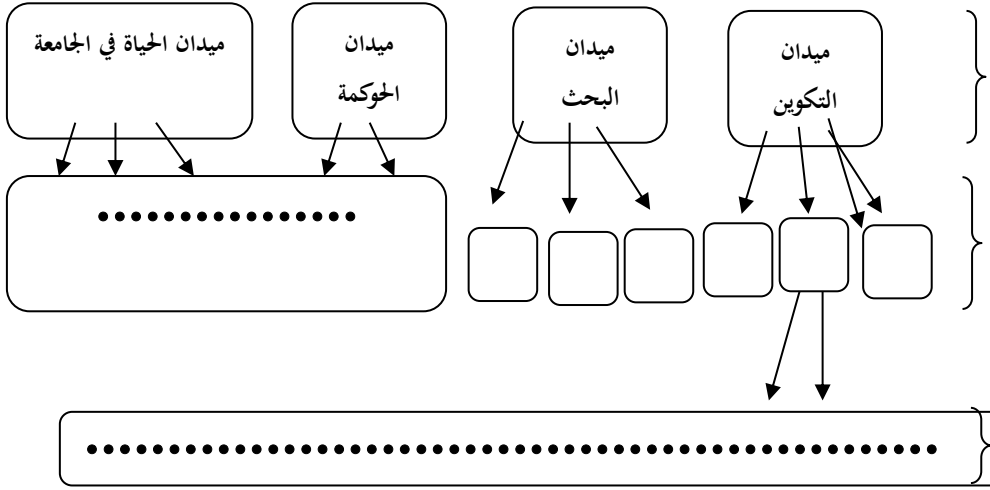 ميدان
التكوين
ميدان
البحث
ميدان
الحوكمة
ميدان الحياة في الجامعة